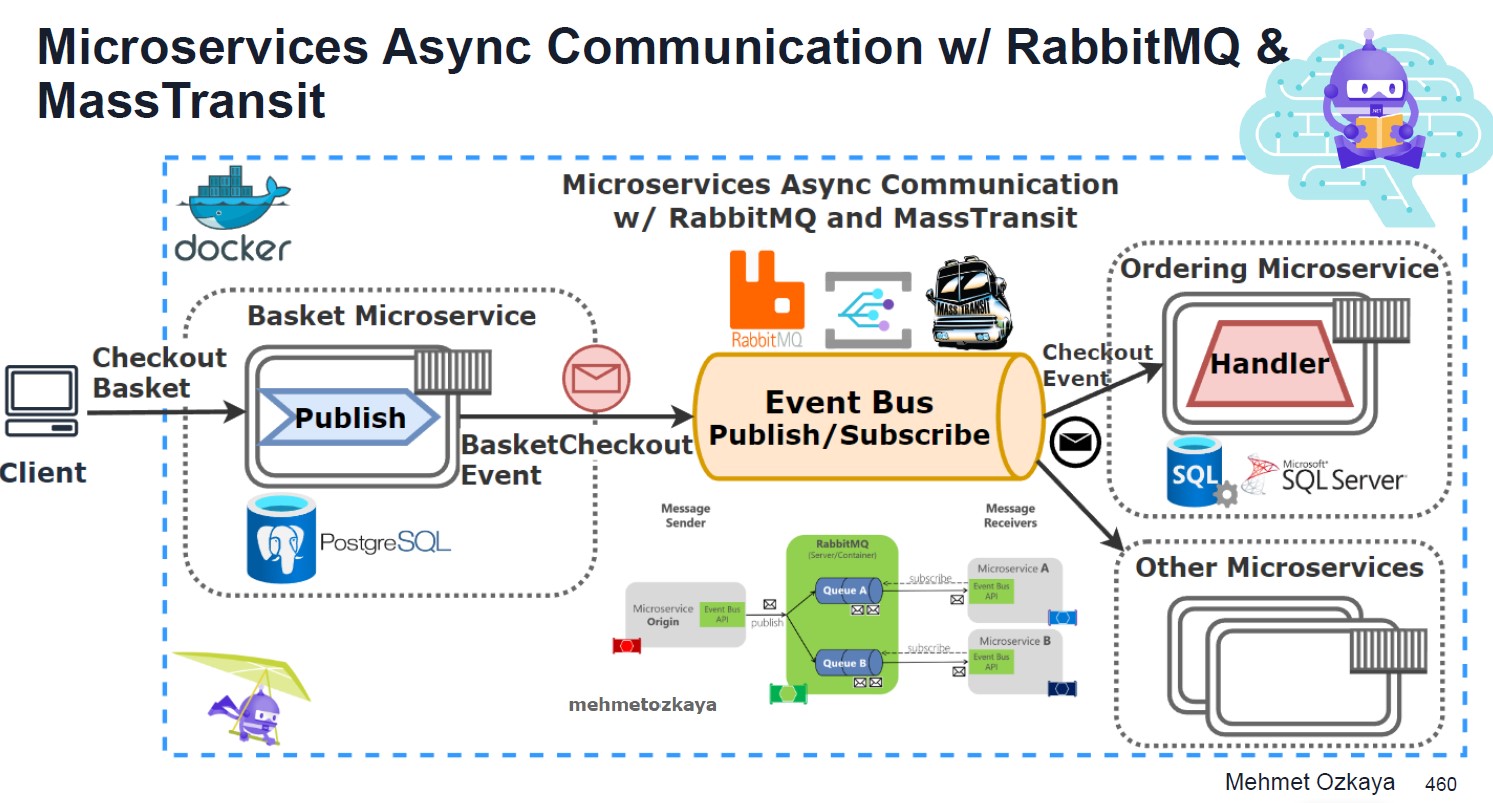 Microservices Async Communication w/ RabbitMQ &
MassTransit
.NET
docker
Microservices Async Communication
w/ RabbitMQ and MassTransit
RabbitMQ
MASS TRANSIT
Basket Microservice
Checkout
Basket
Client
Publish
BasketCheckout
Event
PostgreSQL
Event Bus
Publish/Subscribe
Checkout
Event
Ordering Microservice
Handler
SQL
Microsoft®
SQL Server®
Other Microservices
Message
Sender
Message
Receivers
RabbitMQ
(Server/Container)
Microservice
Origin
Event Bus
API
publish
Queue A
subscribe
Microservice A
Event Bus
API
Queue B
subscribe
Microservice B
Event Bus
API
mehmetozkaya
Mehmet Ozkaya 460